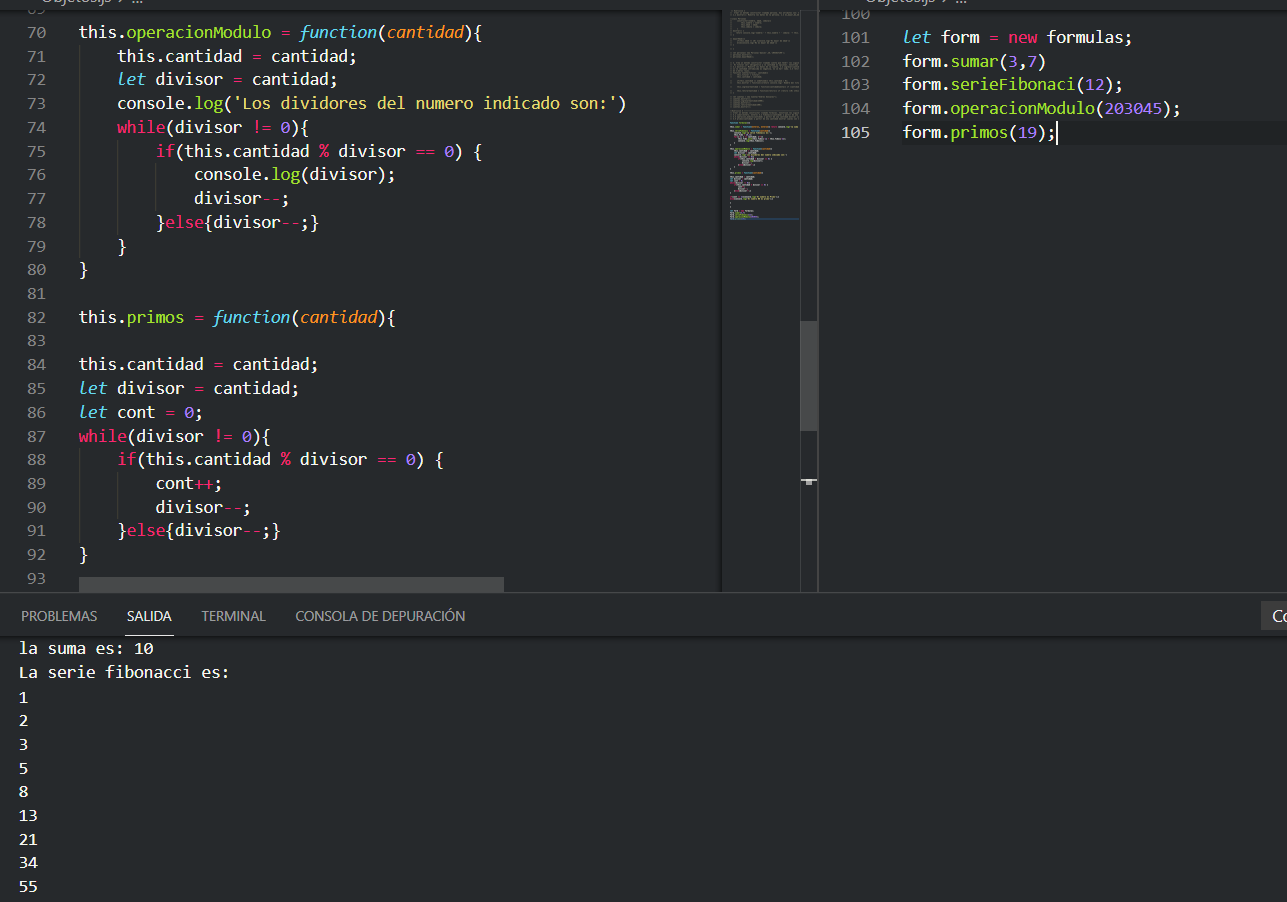 Objetos.js > ...
69
70 this.operacionModulo = function(cantidad){
71 this.cantidad = cantidad;
72 let divisor = cantidad;
73 console.log('Los dividores del numero indicado son:')
74 while(divisor != 0){
75 if(this.cantidad % divisor == 0) {
76 console.log(divisor);
77 divisor--;
78 }else{divisor--;}
79 }
80 }
81
82 this.primos = function(cantidad){
83
84 this.cantidad = cantidad;
85 let divisor = cantidad;
86 let cont = 0;
87 while(divisor != 0){
88 if(this.cantidad % divisor == 0) {
89 cont++;
90 divisor--;
91 }else{divisor--;}
92 }
93
Objetos.js > ...
100
101 let form = new formulas;
102 form.sumar(3,7)
103 form.serieFibonaci(12);
104 form.operacionModulo(203045);
105 form.primos(19);
PROBLEMAS SALIDA TERMINAL CONSOLA DE DEPURACIÓN
la suma es: 10
La serie fibonacci es:
1
2
3
5
8
13
21
34
55